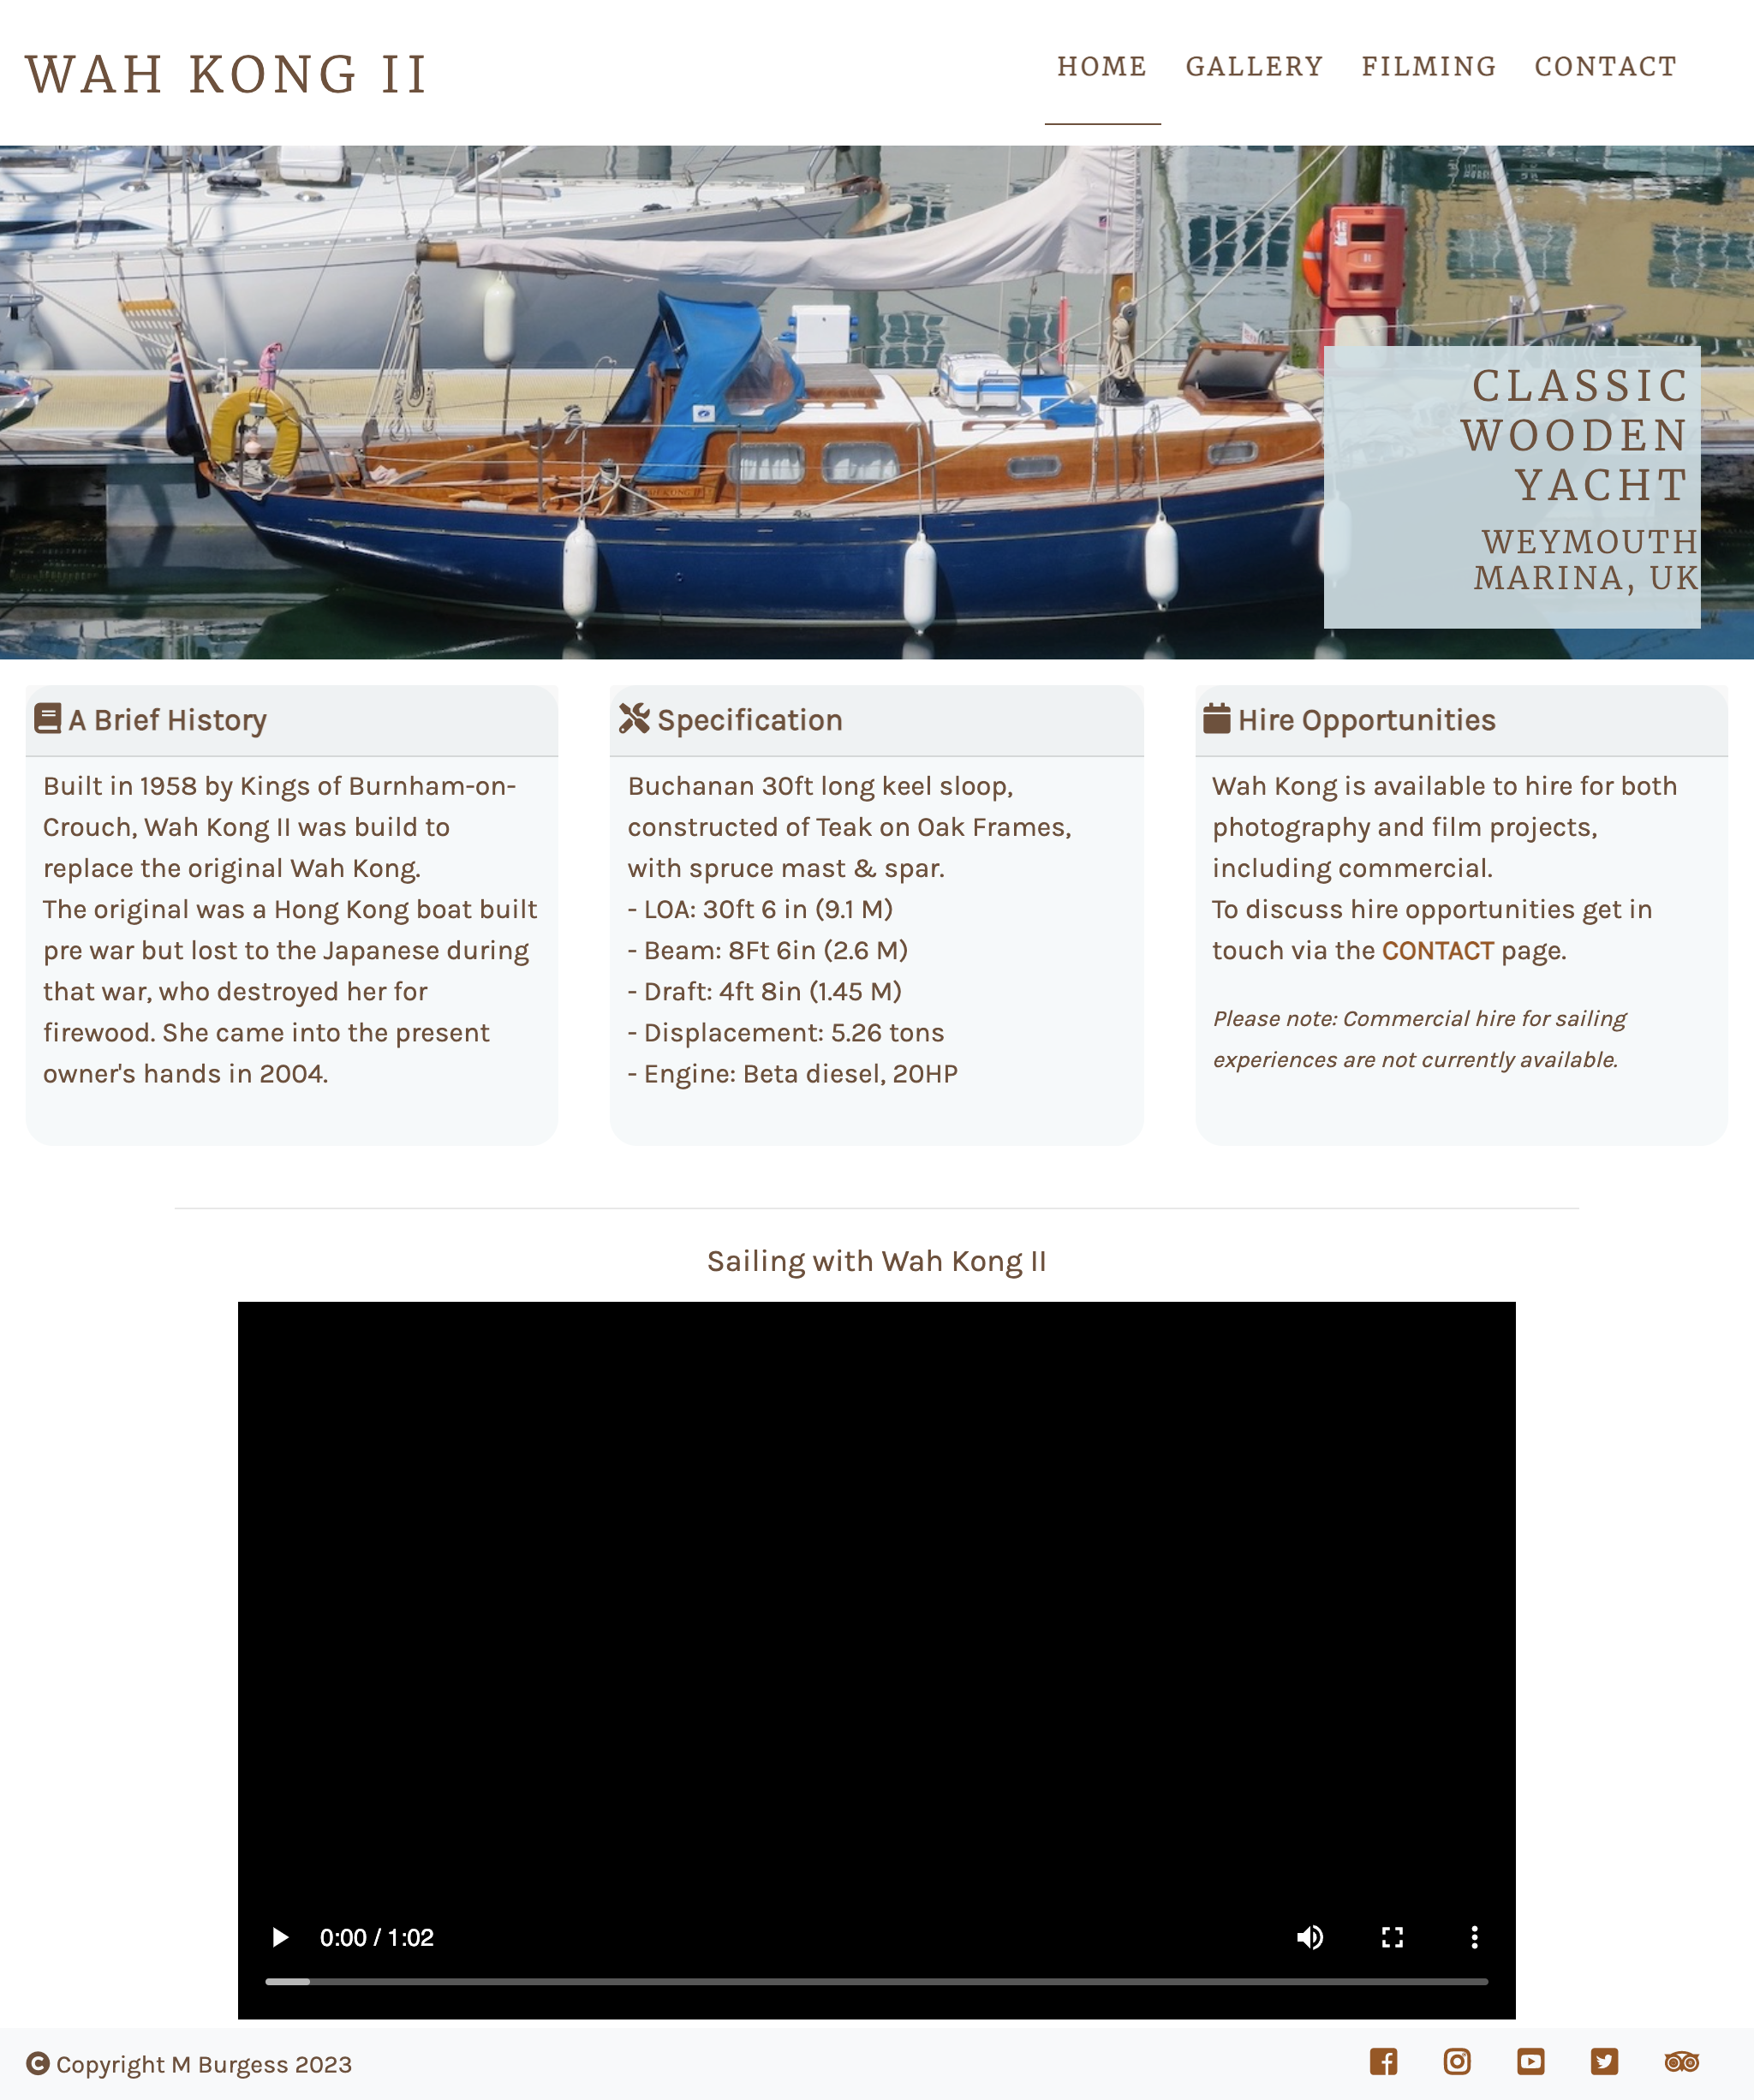 WAH KONG II
HOME GALLERY FILMING CONTACT
CLASSIC
WOODEN
YACHT
WEYMOUTH
MARINA, UK
A Brief History
Built in 1958 by Kings of Burnham-on-
Crouch, Wah Kong II was build to
replace the original Wah Kong.
The original was a Hong Kong boat built
pre war but lost to the Japanese during
that war, who destroyed her for
firewood. She came into the present
owner's hands in 2004.
Specification
Buchanan 30ft long keel sloop,
constructed of Teak on Oak Frames,
with spruce mast & spar.
- LOA: 30ft 6 in (9.1 M)
- Beam: 8Ft 6in (2.6 M)
- Draft: 4ft 8in (1.45 M)
- Displacement: 5.26 tons
- Engine: Beta diesel, 20HP
Hire Opportunities
Wah Kong is available to hire for both
photography and film projects,
including commercial.
To discuss hire opportunities get in
touch via the CONTACT page.
Please note: Commercial hire for sailing
experiences are not currently available.
Sailing with Wah Kong II
0:00 / 1:02
Copyright M Burgess 2023